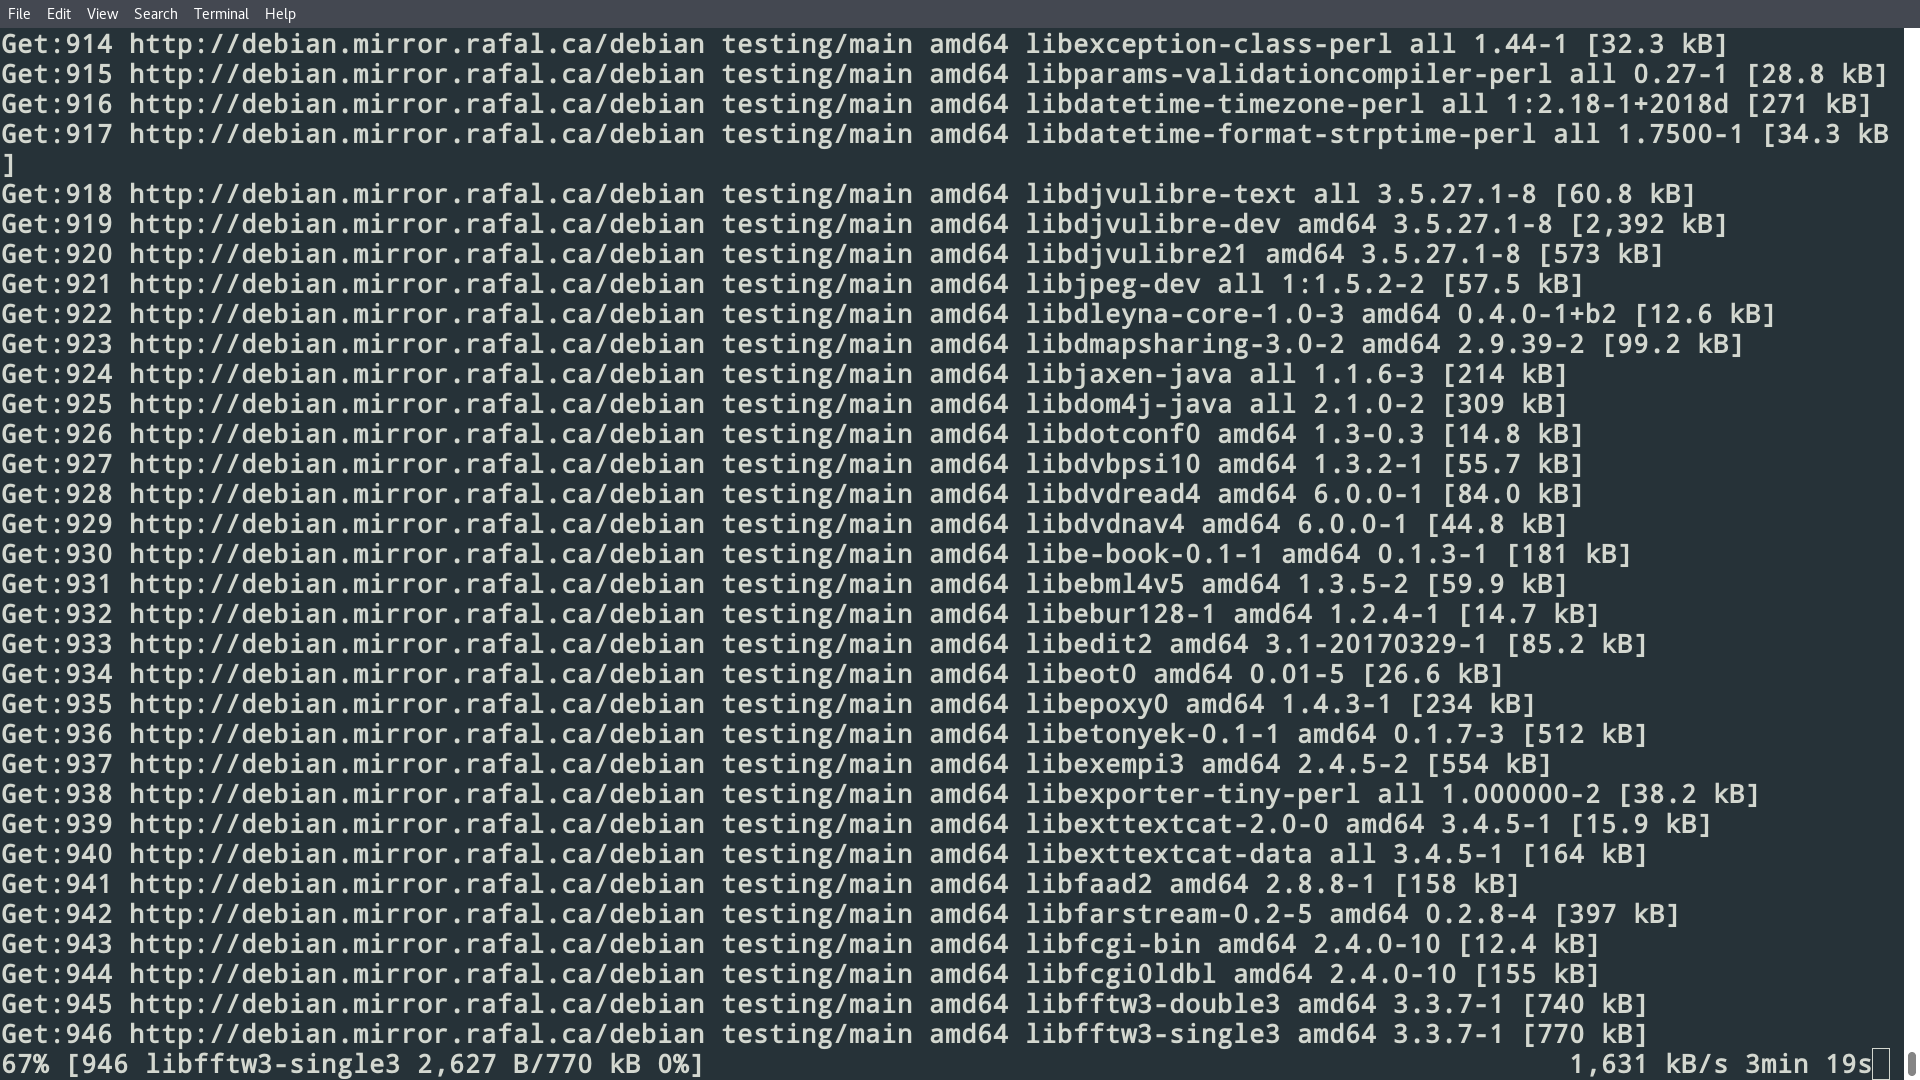 File Edit View Search Terminal Help
Get:914 http://debian.mirror.rafal.ca/debian testing/main amd64 libexception-class-perl all 1.44-1 [32.3 kB]
Get:915 http://debian.mirror.rafal.ca/debian testing/main amd64 libparams-validationcompiler-perl all 0.27-1 [28.8 kB]
Get:916 http://debian.mirror.rafal.ca/debian testing/main amd64 libdatetime-timezone-perl all 1:2.18-1+2018d [271 kB]
Get:917 http://debian.mirror.rafal.ca/debian testing/main amd64 libdatetime-format-strptime-perl all 1.7500-1 [34.3 kB
]
Get:918 http://debian.mirror.rafal.ca/debian testing/main amd64 libdjvulibre-text all 3.5.27.1-8 [60.8 kB]
Get:919 http://debian.mirror.rafal.ca/debian testing/main amd64 libdjvulibre-dev amd64 3.5.27.1-8 [2,392 kB]
Get:920 http://debian.mirror.rafal.ca/debian testing/main amd64 libdjvulibre21 amd64 3.5.27.1-8 [573 kB]
Get:921 http://debian.mirror.rafal.ca/debian testing/main amd64 libjpeg-dev all 1:1.5.2-2 [57.5 kB]
Get:922 http://debian.mirror.rafal.ca/debian testing/main amd64 libdleyna-core-1.0-3 amd64 0.4.0-1+b2 [12.6 kB]
Get:923 http://debian.mirror.rafal.ca/debian testing/main amd64 libdmapsharing-3.0-2 amd64 2.9.39-2 [99.2 kB]
Get:924 http://debian.mirror.rafal.ca/debian testing/main amd64 libjaxen-java all 1.1.6-3 [214 kB]
Get:925 http://debian.mirror.rafal.ca/debian testing/main amd64 libdom4j-java all 2.1.0-2 [309 kB]
Get:926 http://debian.mirror.rafal.ca/debian testing/main amd64 libdotconf0 amd64 1.3-0.3 [14.8 kB]
Get:927 http://debian.mirror.rafal.ca/debian testing/main amd64 libdvbpsi10 amd64 1.3.2-1 [55.7 kB]
Get:928 http://debian.mirror.rafal.ca/debian testing/main amd64 libdvdread4 amd64 6.0.0-1 [84.0 kB]
Get:929 http://debian.mirror.rafal.ca/debian testing/main amd64 libdvdnav4 amd64 6.0.0-1 [44.8 kB]
Get:930 http://debian.mirror.rafal.ca/debian testing/main amd64 libe-book-0.1-1 amd64 0.1.3-1 [181 kB]
Get:931 http://debian.mirror.rafal.ca/debian testing/main amd64 libebml4v5 amd64 1.3.5-2 [59.9 kB]
Get:932 http://debian.mirror.rafal.ca/debian testing/main amd64 libebur128-1 amd64 1.2.4-1 [14.7 kB]
Get:933 http://debian.mirror.rafal.ca/debian testing/main amd64 libedit2 amd64 3.1-20170329-1 [85.2 kB]
Get:934 http://debian.mirror.rafal.ca/debian testing/main amd64 libeot0 amd64 0.01-5 [26.6 kB]
Get:935 http://debian.mirror.rafal.ca/debian testing/main amd64 libepoxy0 amd64 1.4.3-1 [234 kB]
Get:936 http://debian.mirror.rafal.ca/debian testing/main amd64 libetonyek-0.1-1 amd64 0.1.7-3 [512 kB]
Get:937 http://debian.mirror.rafal.ca/debian testing/main amd64 libexempi3 amd64 2.4.5-2 [554 kB]
Get:938 http://debian.mirror.rafal.ca/debian testing/main amd64 libexporter-tiny-perl all 1.000000-2 [38.2 kB]
Get:939 http://debian.mirror.rafal.ca/debian testing/main amd64 libexttextcat-2.0-0 amd64 3.4.5-1 [15.9 kB]
Get:940 http://debian.mirror.rafal.ca/debian testing/main amd64 libexttextcat-data all 3.4.5-1 [164 kB]
Get:941 http://debian.mirror.rafal.ca/debian testing/main amd64 libfaad2 amd64 2.8.8-1 [158 kB]
Get:942 http://debian.mirror.rafal.ca/debian testing/main amd64 libfarstream-0.2-5 amd64 0.2.8-4 [397 kB]
Get:943 http://debian.mirror.rafal.ca/debian testing/main amd64 libfcgi-bin amd64 2.4.0-10 [12.4 kB]
Get:944 http://debian.mirror.rafal.ca/debian testing/main amd64 libfcgi0ldbl amd64 2.4.0-10 [155 kB]
Get:945 http://debian.mirror.rafal.ca/debian testing/main amd64 libfftw3-double3 amd64 3.3.7-1 [740 kB]
Get:946 http://debian.mirror.rafal.ca/debian testing/main amd64 libfftw3-single3 amd64 3.3.7-1 [770 kB]
67% [946 libfftw3-single3 2,627 B/770 kB 0%] 1,631 kB/s 3min 19s